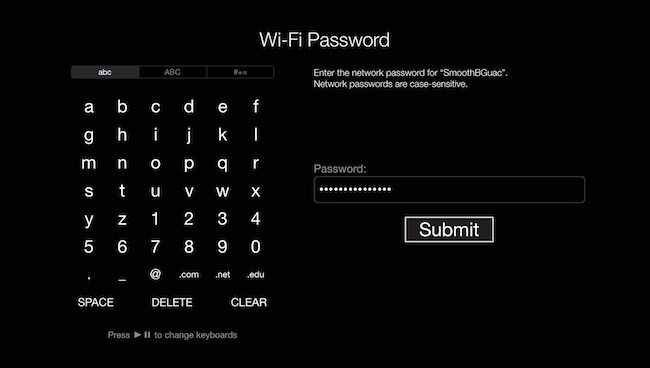 Wi-Fi Password
abc ABC #+=
Enter the network password for “SmoothBGuac”.
Network passwords are case-sensitive.
a b c d e f
g h i j k l
m n o p q r
s t u v w x
y z 1 2 3 4
5 6 7 8 9 0
. _ @ .com .net .edu
SPACE DELETE CLEAR
Press ▶❚❚ to change keyboards
Password:
•••••••••••••••
Submit